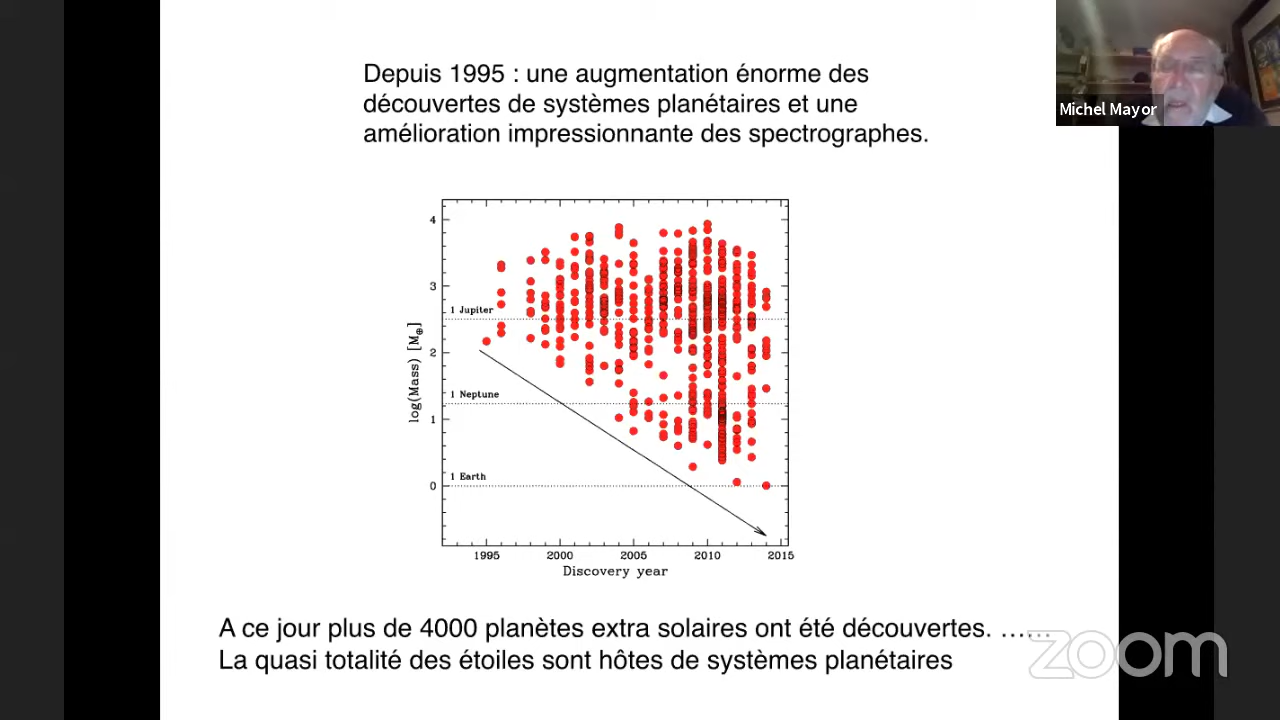 Depuis 1995 : une augmentation énorme des
découvertes de systèmes planétaires et une
amélioration impressionnante des spectrographes.
Michel Mayor
4
3
1 Jupiter
2
1 Neptune
1
1 Earth
0
log(Mass) [M⊕]
1995 2000 2005 2010 2015
Discovery year
A ce jour plus de 4000 planètes extra solaires ont été découvertes. ......
La quasi totalité des étoiles sont hôtes de systèmes planétaires
zoom